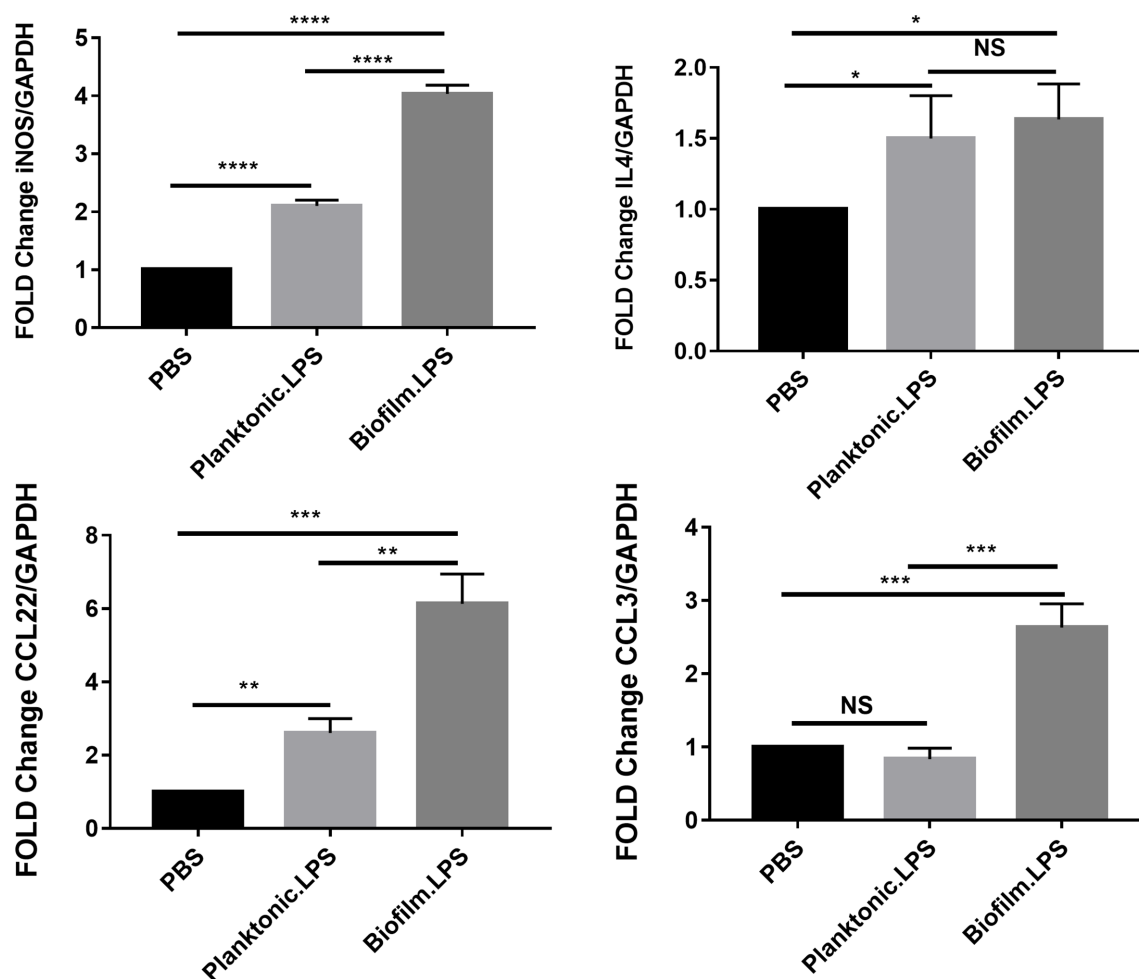 FOLD Change iNOS/GAPDH
5
4
3
2
1
0
****
****
****
PBS
Planktonic.LPS
Biofilm.LPS
FOLD Change IL4/GAPDH
2.0
1.5
1.0
0.5
0.0
*
NS
*
PBS
Planktonic.LPS
Biofilm.LPS
FOLD Change CCL22/GAPDH
8
6
4
2
0
***
**
**
PBS
Planktonic.LPS
Biofilm.LPS
FOLD Change CCL3/GAPDH
4
3
2
1
0
***
***
NS
PBS
Planktonic.LPS
Biofilm.LPS